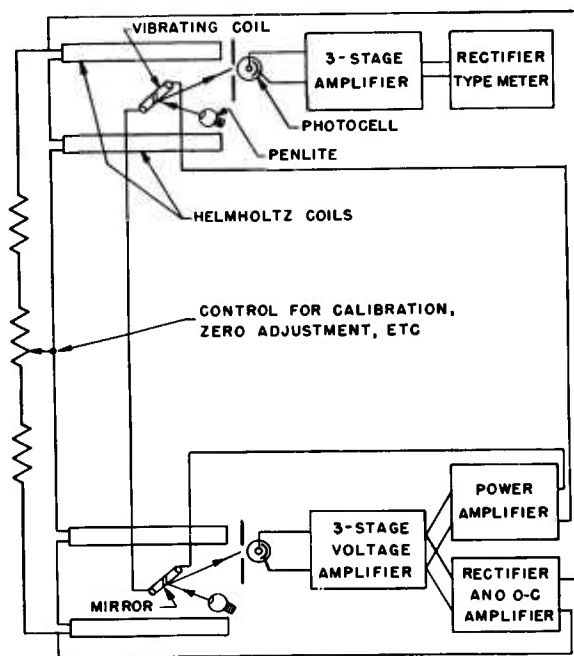 VIBRATING COIL
3-STAGE
AMPLIFIER
RECTIFIER
TYPE METER
PHOTOCELL
PENLITE
HELMHOLTZ COILS
CONTROL FOR CALIBRATION,
ZERO ADJUSTMENT, ETC
POWER
AMPLIFIER
3-STAGE
VOLTAGE
AMPLIFIER
RECTIFIER
ANO O-C
AMPLIFIER
MIRROR